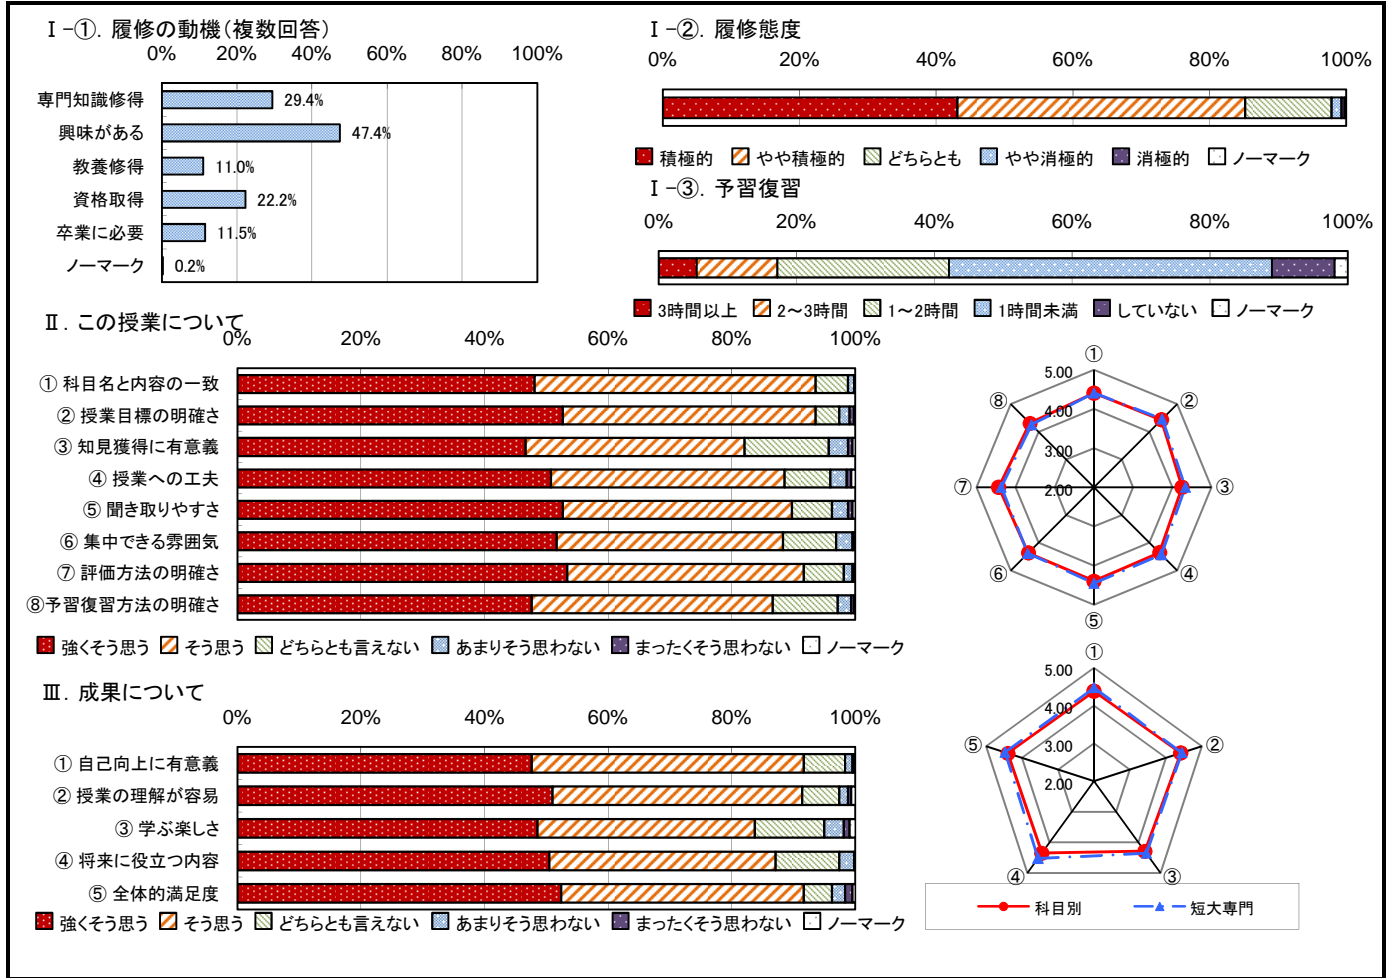 Ⅰ-①. 履修の動機(複数回答)
0% 20% 40% 60% 80% 100%
専門知識修得 29.4%
興味がある 47.4%
教養修得 11.0%
資格取得 22.2%
卒業に必要 11.5%
ノーマーク 0.2%
Ⅰ-②. 履修態度
0% 20% 40% 60% 80% 100%
積極的 やや積極的 どちらとも やや消極的 消極的 ノーマーク
Ⅰ-③. 予習復習
0% 20% 40% 60% 80% 100%
3時間以上 2～3時間 1～2時間 1時間未満 していない ノーマーク
Ⅱ. この授業について
0% 20% 40% 60% 80% 100%
① 科目名と内容の一致
② 授業目標の明確さ
③ 知見獲得に有意義
④ 授業への工夫
⑤ 聞き取りやすさ
⑥ 集中できる雰囲気
⑦ 評価方法の明確さ
⑧予習復習方法の明確さ
強くそう思う そう思う どちらとも言えない あまりそう思わない まったくそう思わない ノーマーク
①
5.00
⑧ ②
4.00
3.00
⑦ 2.00 ③
⑥ ④
⑤
Ⅲ. 成果について
0% 20% 40% 60% 80% 100%
① 自己向上に有意義
② 授業の理解が容易
③ 学ぶ楽しさ
④ 将来に役立つ内容
⑤ 全体的満足度
強くそう思う そう思う どちらとも言えない あまりそう思わない まったくそう思わない ノーマーク
①
5.00
4.00
⑤ 3.00 ②
2.00
④ ③
科目別 短大専門